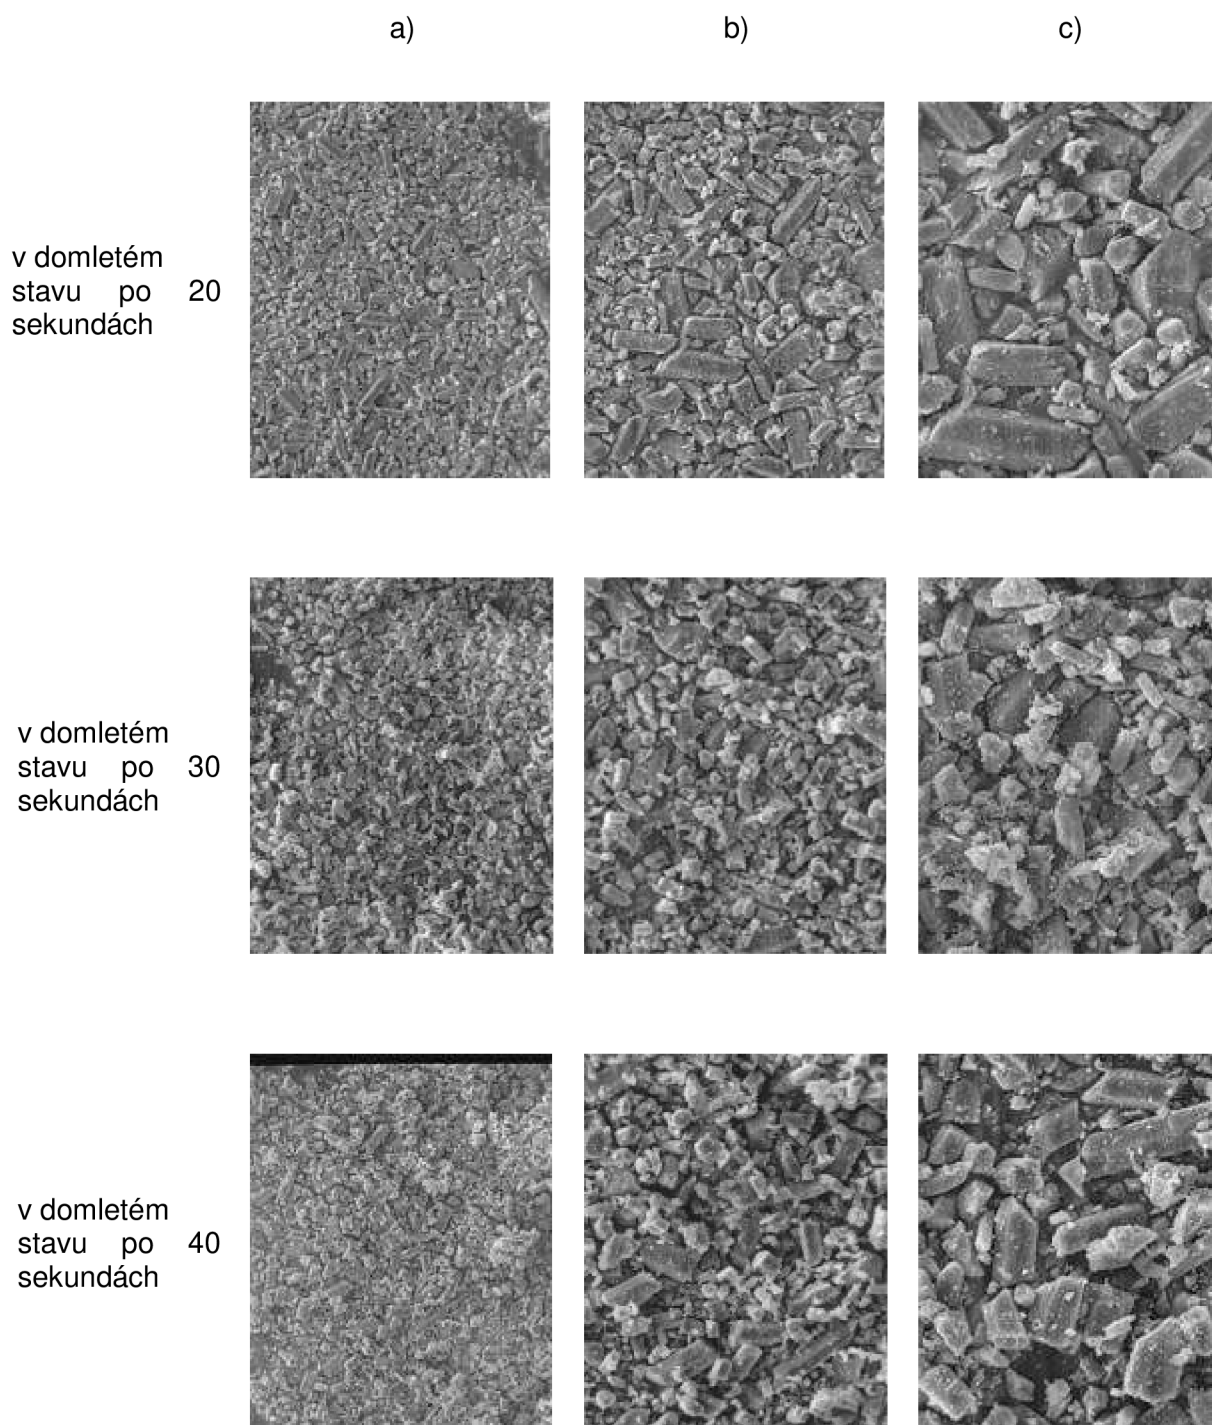 a) b) c)
v domletém
stavu po 20
sekundách
v domletém
stavu po 30
sekundách
v domletém
stavu po 40
sekundách